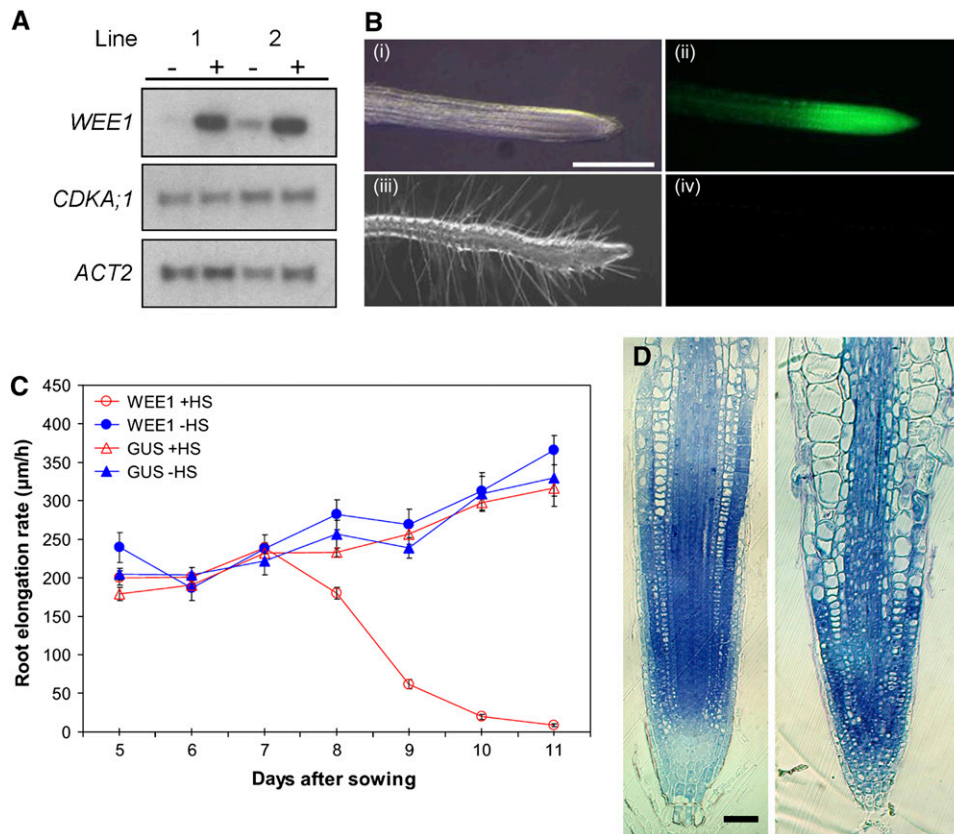 A
Line 1 2
- + - +
WEE1
CDKA;1
ACT2
B
(i)
(ii)
(iii)
(iv)
C
Root elongation rate (µm/h)
450
400
350
300
250
200
150
100
50
0
WEE1 +HS
WEE1 -HS
GUS +HS
GUS -HS
5 6 7 8 9 10 11
Days after sowing
D